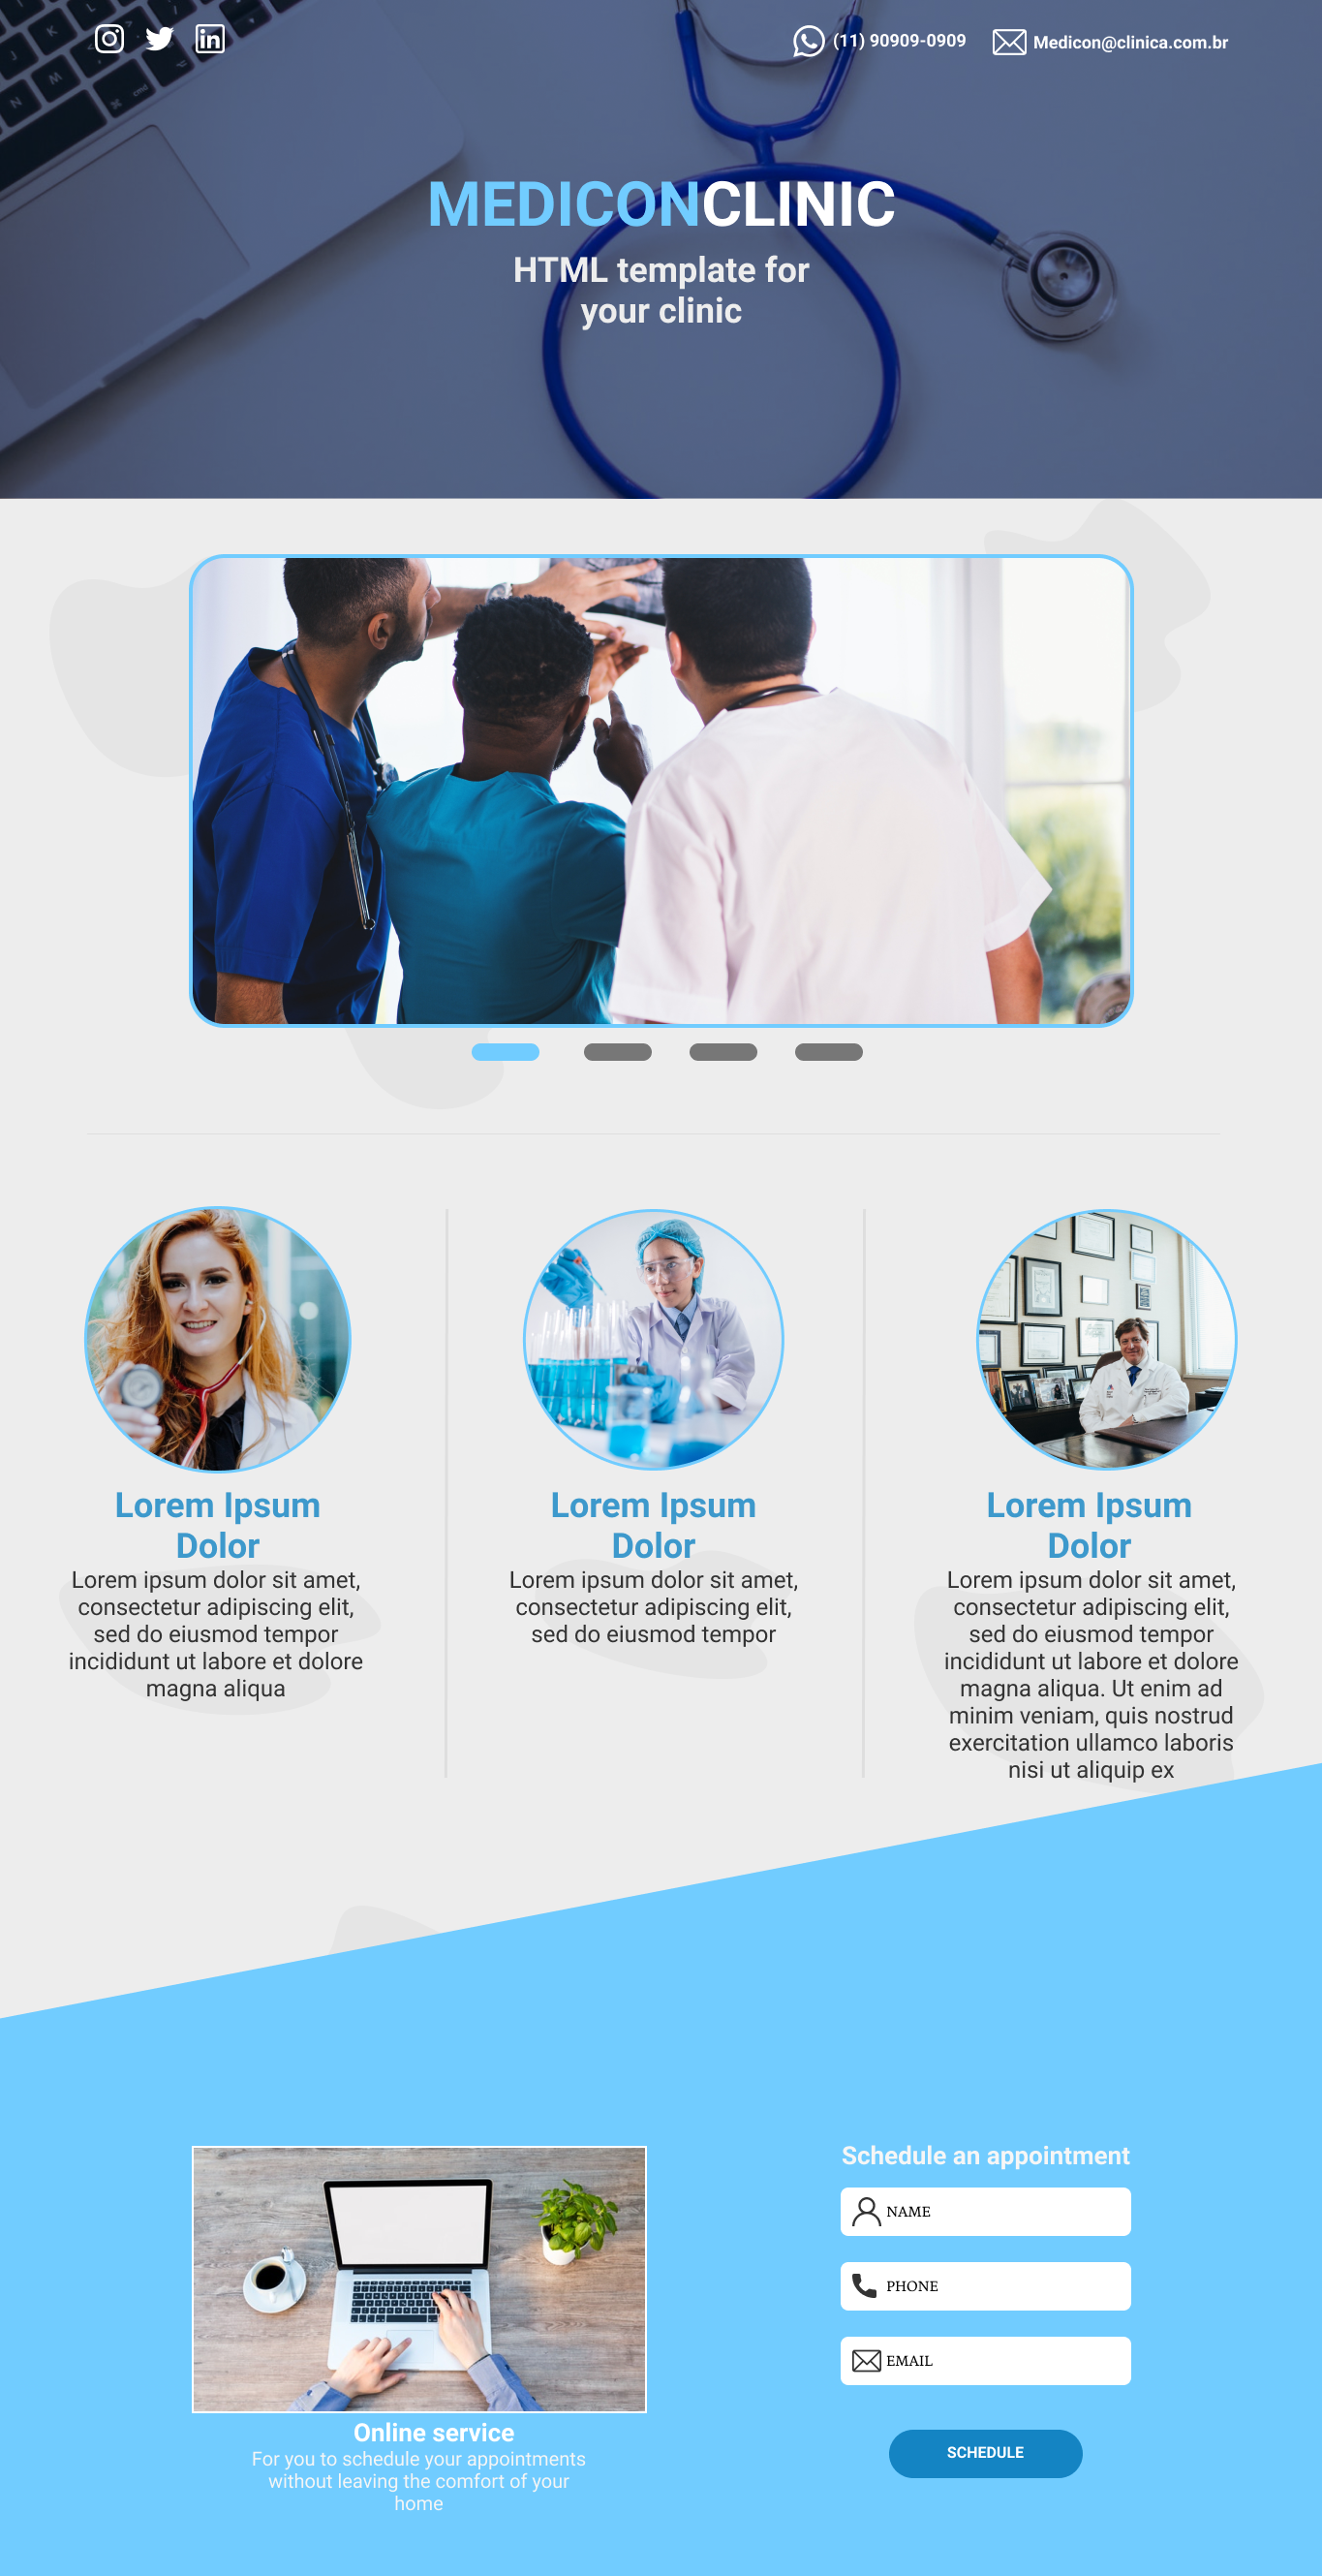 (11) 90909-0909
Medicon@clinica.com.br
MEDICONCLINIC
HTML template for
your clinic
Lorem Ipsum
Dolor
Lorem ipsum dolor sit amet,
consectetur adipiscing elit,
sed do eiusmod tempor
incididunt ut labore et dolore
magna aliqua
Lorem Ipsum
Dolor
Lorem ipsum dolor sit amet,
consectetur adipiscing elit,
sed do eiusmod tempor
Lorem Ipsum
Dolor
Lorem ipsum dolor sit amet,
consectetur adipiscing elit,
sed do eiusmod tempor
incididunt ut labore et dolore
magna aliqua. Ut enim ad
minim veniam, quis nostrud
exercitation ullamco laboris
nisi ut aliquip ex
Online service
For you to schedule your appointments
without leaving the comfort of your
home
Schedule an appointment
NAME
PHONE
EMAIL
SCHEDULE